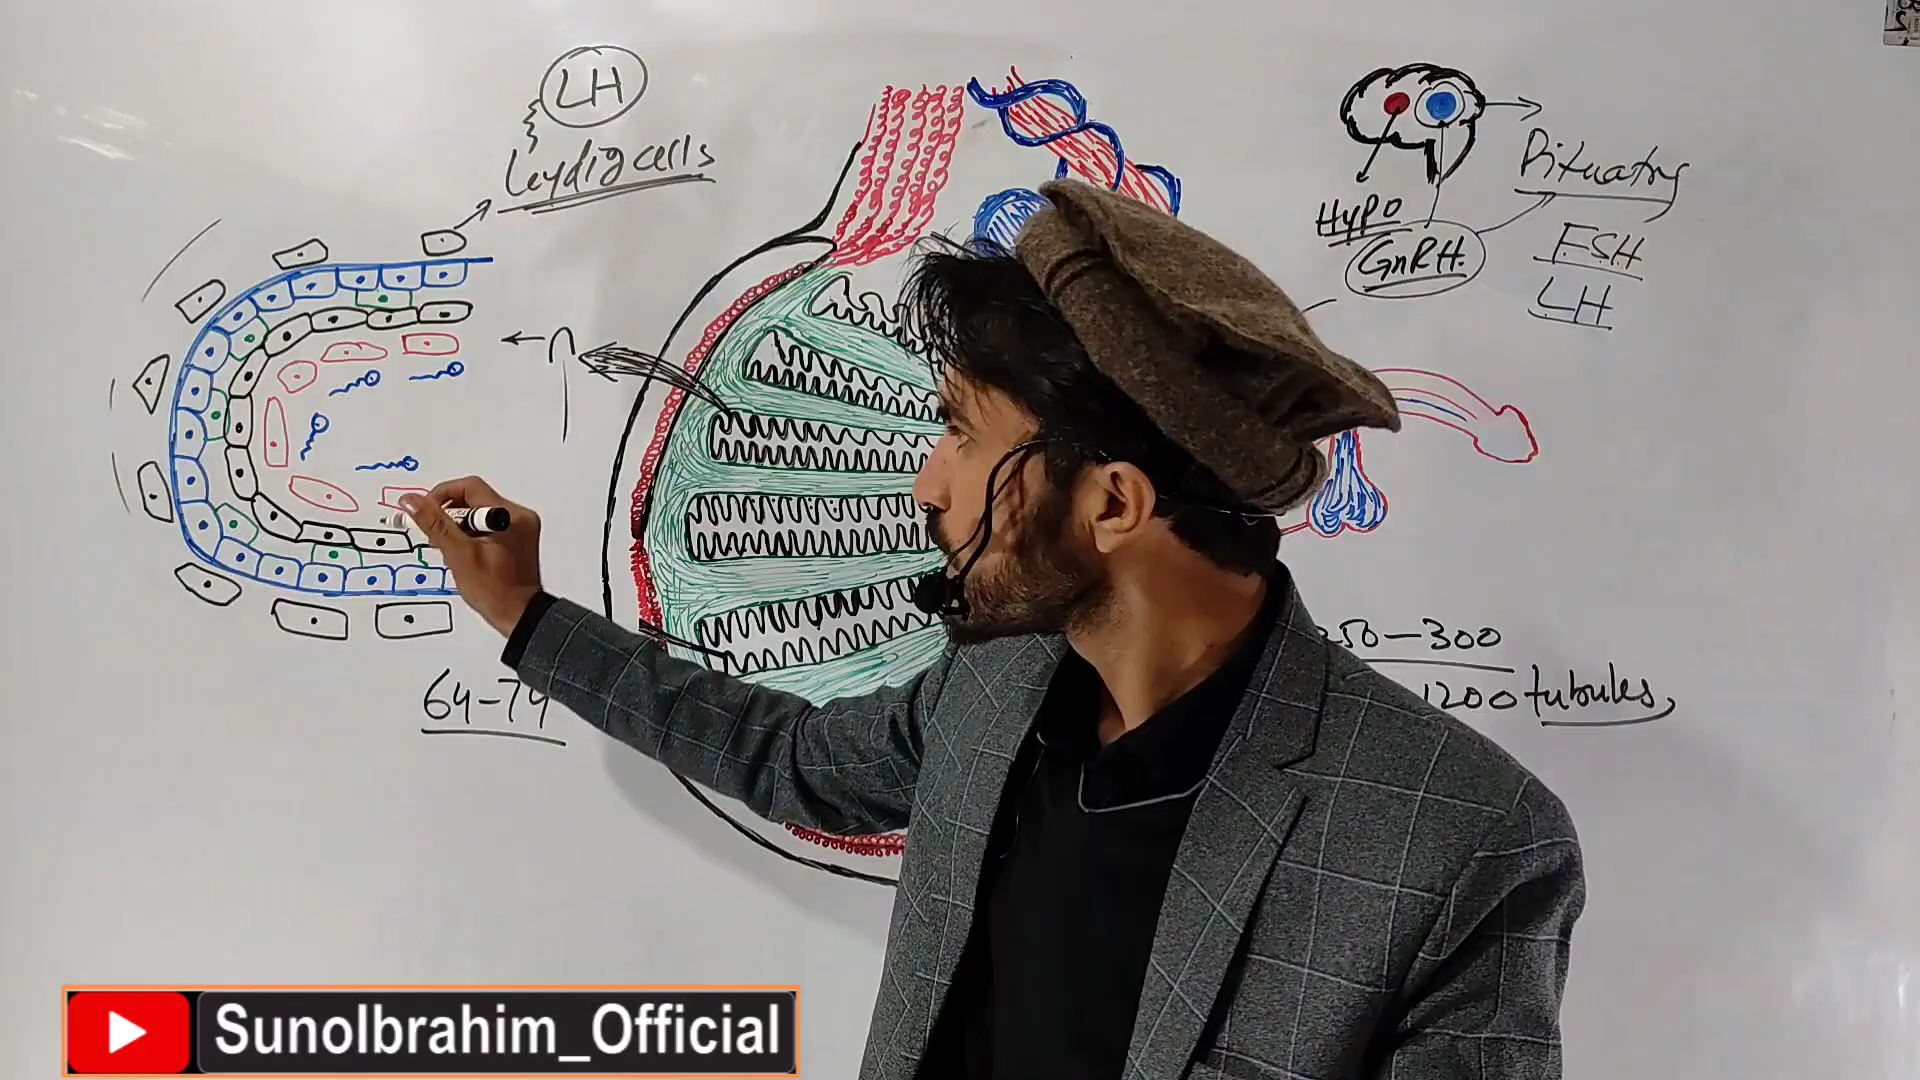 LH
Leydig cells
Pituatry
HYPO
GnRH.
FSH
LH
64-74
250-300
1200 tubules,
SunoIbrahim_Official